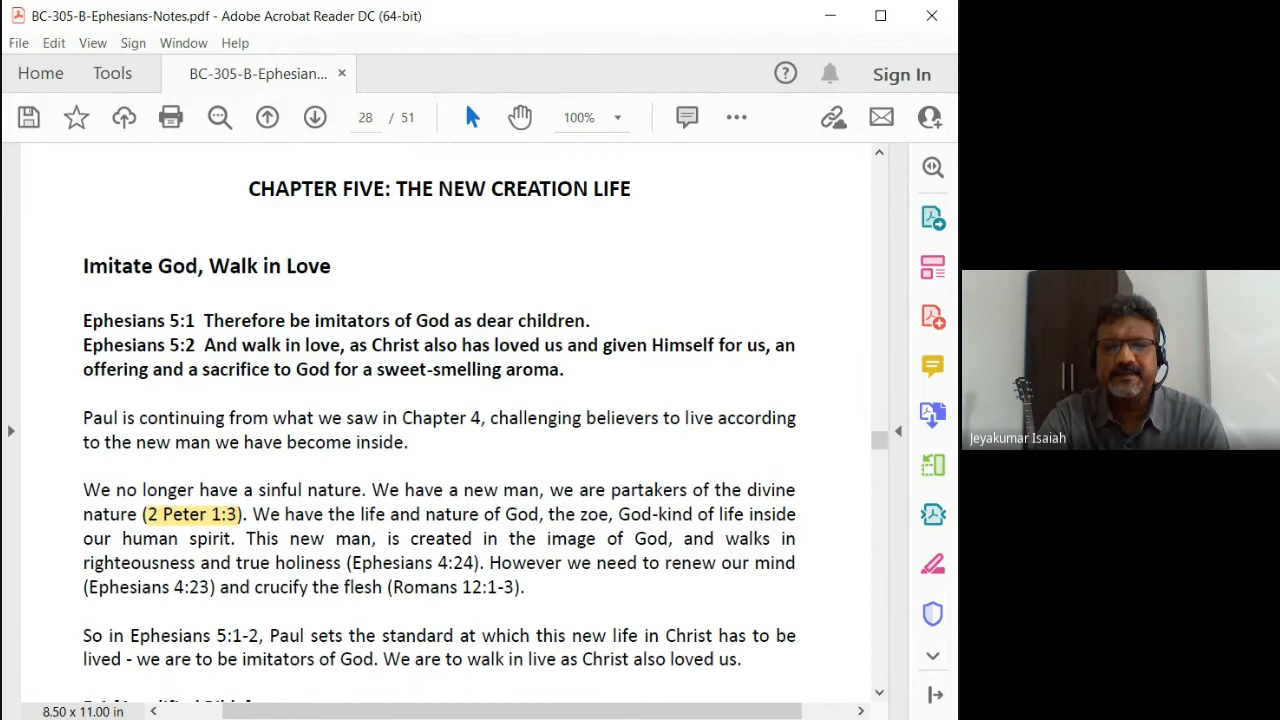 BC-305-B-Ephesians-Notes.pdf - Adobe Acrobat Reader DC (64-bit)
File Edit View Sign Window Help
Home Tools BC-305-B-Ephesian... × Sign In
28 / 51 100%
CHAPTER FIVE: THE NEW CREATION LIFE
Imitate God, Walk in Love
Ephesians 5:1 Therefore be imitators of God as dear children.
Ephesians 5:2 And walk in love, as Christ also has loved us and given Himself for us, an
offering and a sacrifice to God for a sweet-smelling aroma.
Paul is continuing from what we saw in Chapter 4, challenging believers to live according
to the new man we have become inside.
We no longer have a sinful nature. We have a new man, we are partakers of the divine
nature (2 Peter 1:3). We have the life and nature of God, the zoe, God-kind of life inside
our human spirit. This new man, is created in the image of God, and walks in
righteousness and true holiness (Ephesians 4:24). However we need to renew our mind
(Ephesians 4:23) and crucify the flesh (Romans 12:1-3).
So in Ephesians 5:1-2, Paul sets the standard at which this new life in Christ has to be
lived - we are to be imitators of God. We are to walk in live as Christ also loved us.
8.50 x 11.00 in
Jeyakumar Isaiah